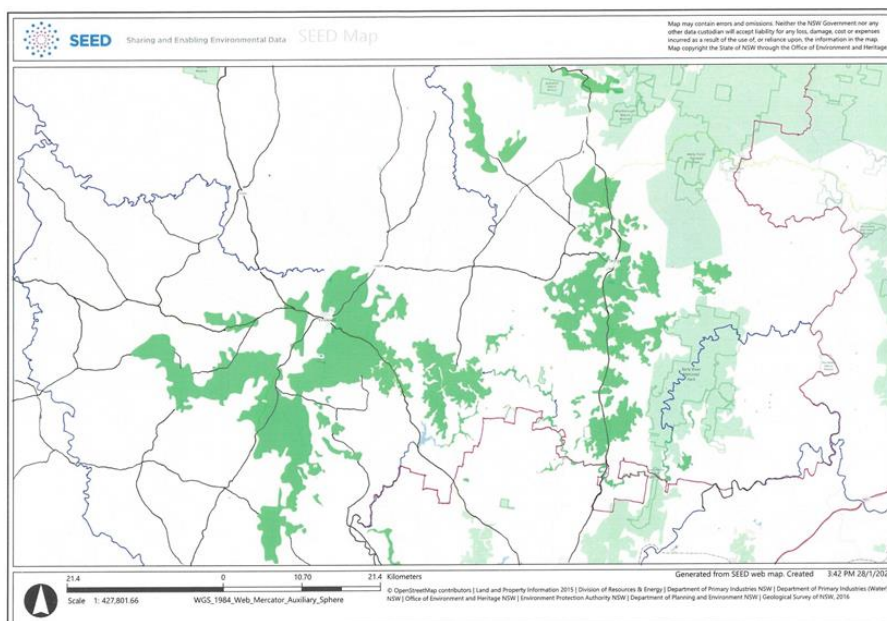 SEED Sharing and Enabling Environmental Data SEED Map
Map may contain errors and omissions. Neither the NSW Government nor any
other data custodian will accept liability for any loss, damage, cost or expenses
incurred as a result of the use of, or reliance upon, the information in the map.
Map copyright the State of NSW through the Office of Environment and Heritage
National
Park
21.4 0 10.70 21.4 Kilometers
Scale 1: 427,801.66 WGS_1984_Web_Mercator_Auxiliary_Sphere
Generated from SEED web map. Created 3:42 PM 28/1/202
© OpenStreetMap contributors | Land and Property Information 2015 | Division of Resources & Energy | Department of Primary Industries NSW | Department of Primary Industries (Water)
NSW | Office of Environment and Heritage NSW | Environment Protection Authority NSW | Department of Planning and Environment NSW | Geological Survey of NSW, 2016